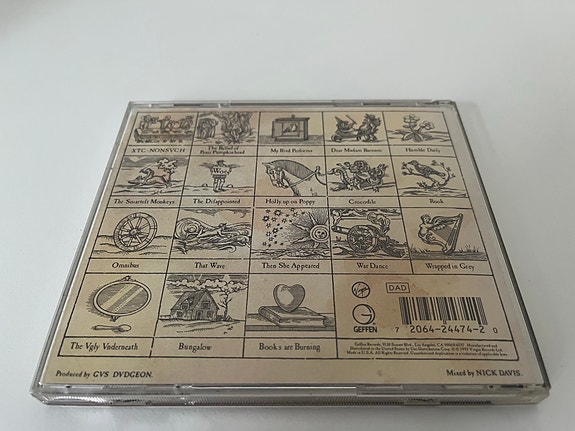 XTC·NONSVCH
The Ballad of
Peter Pumpkinhead
My Bird Performs
Dear Madam Barnum
Humble Daisy
The Smartest Monkeys
The Disappointed
Holly up on Poppy
Crocodile
Rook
Omnibus
That Wave
Then She Appeared
War Dance
Wrapped in Grey
The Vgly Vnderneath
Bungalow
Books are Burning
Virgin
DAD
GEFFEN
7 2064-24474-2 0
Produced by GVS DVDGEON.
Mixed by NICK DAVIS.